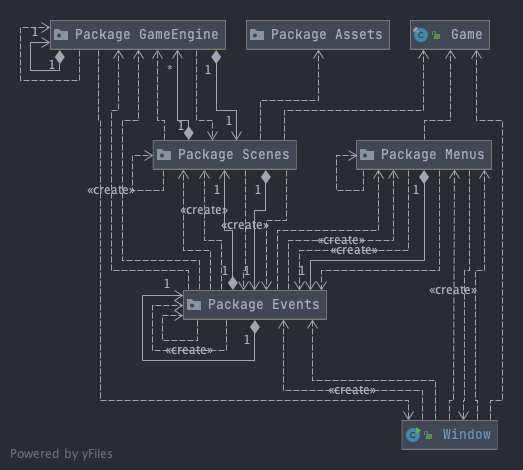 Package GameEngine
Package Assets
Game
1
1
*
1
1
1
Package Scenes
Package Menus
«create»
1
1
«create»
«create»
«create»
«create»
1
1
1
1
Package Events
«create»
1
«create»
«create»
Window
Powered by yFiles